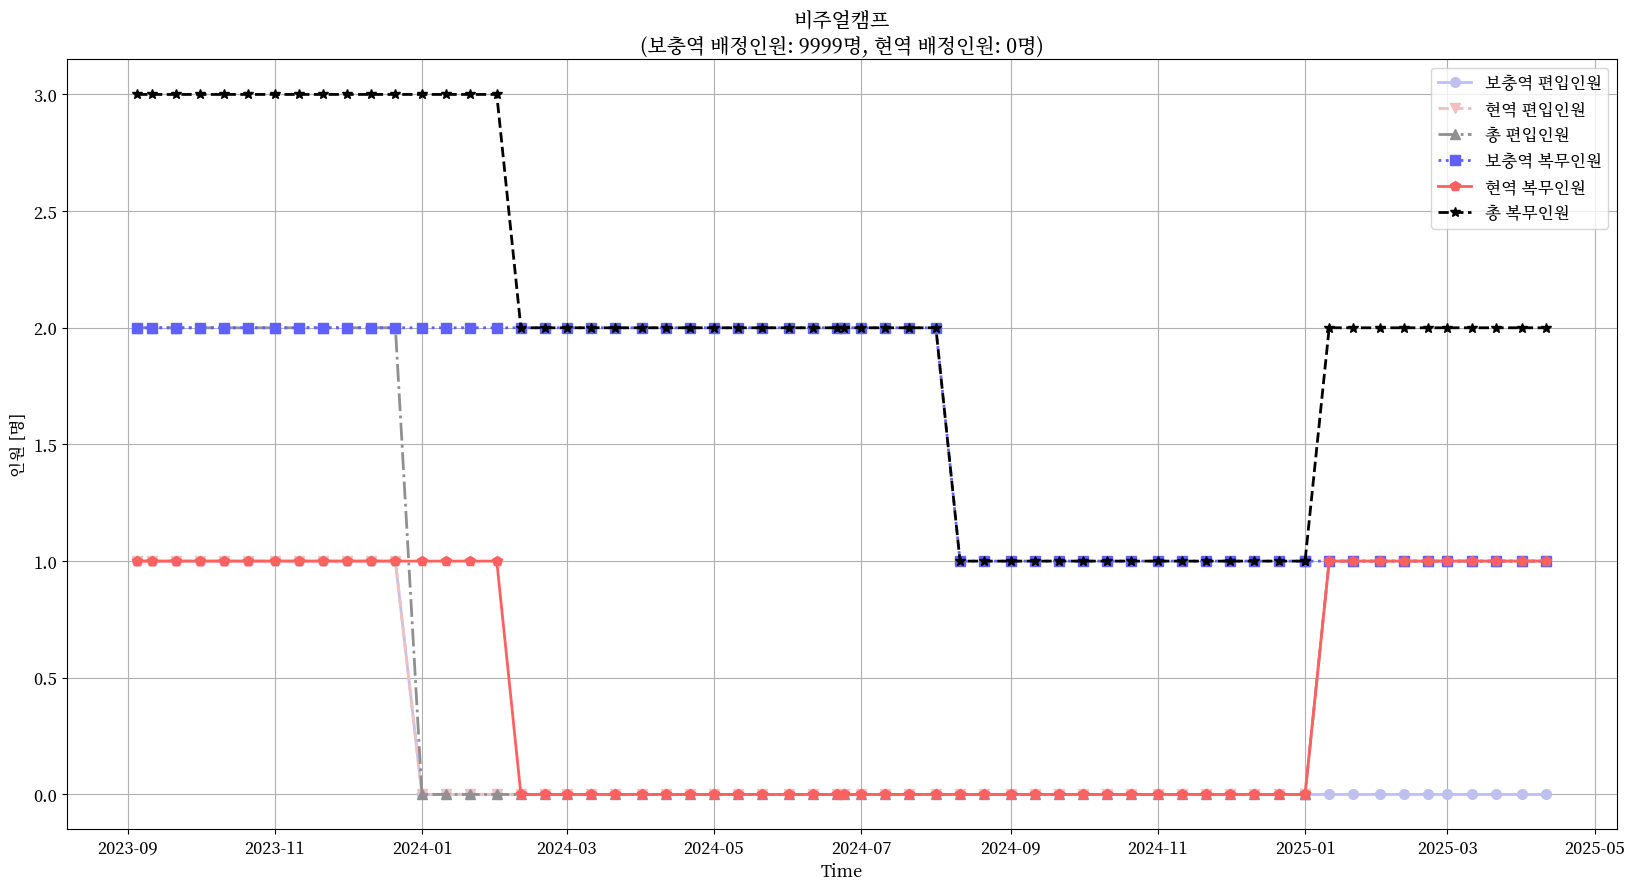 비주얼캠프
(보충역 배정인원: 9999명, 현역 배정인원: 0명)
보충역 편입인원
현역 편입인원
총 편입인원
보충역 복무인원
현역 복무인원
총 복무인원
인원 [명]
3.0
2.5
2.0
1.5
1.0
0.5
0.0
2023-09 2023-11 2024-01 2024-03 2024-05 2024-07 2024-09 2024-11 2025-01 2025-03 2025-05
Time